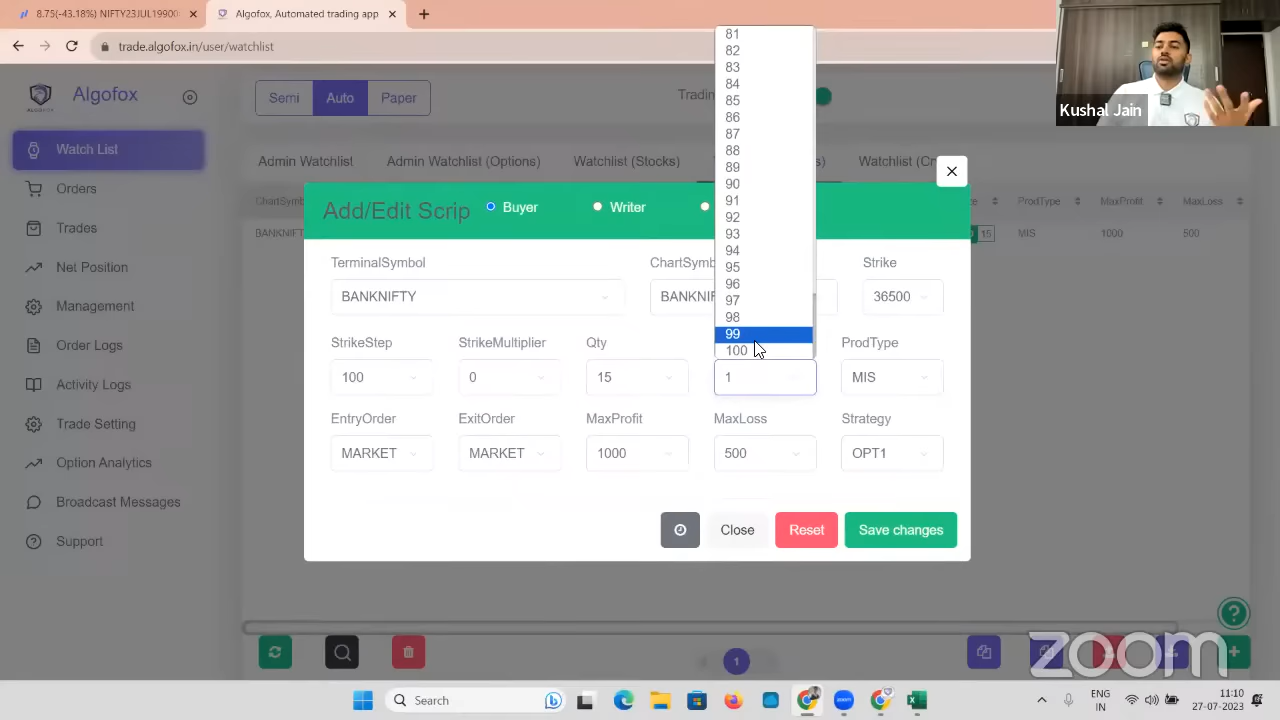 8.75(-43.18%) NIFTY23JUL19900
Algofox, Automated trading app
trade.algofox.in/user/watchlist
Kushal Jain
ALGOFOX
Algofox
Semi
Auto
Paper
Watch List
Orders
Trades
Net Position
Management
Order Logs
Activity Logs
Trade Setting
Option Analytics
Broadcast Messages
Support
Admin Watchlist
Admin Watchlist (Options)
Watchlist (Stocks)
ProdType
MaxProfit
MaxLoss
15
MIS
1000
500
81
82
83
84
85
86
87
88
89
90
91
92
93
94
95
96
97
98
99
100
Add/Edit Scrip
Buyer
Writer
TerminalSymbol
Strike
BANKNIFTY
36500
StrikeStep
StrikeMultiplier
Qty
ProdType
100
0
15
1
MIS
EntryOrder
ExitOrder
MaxProfit
MaxLoss
Strategy
MARKET
MARKET
1000
500
OPT1
Close
Reset
Save changes
1
zoom
Search
ENG
IN
11:10
27-07-2023